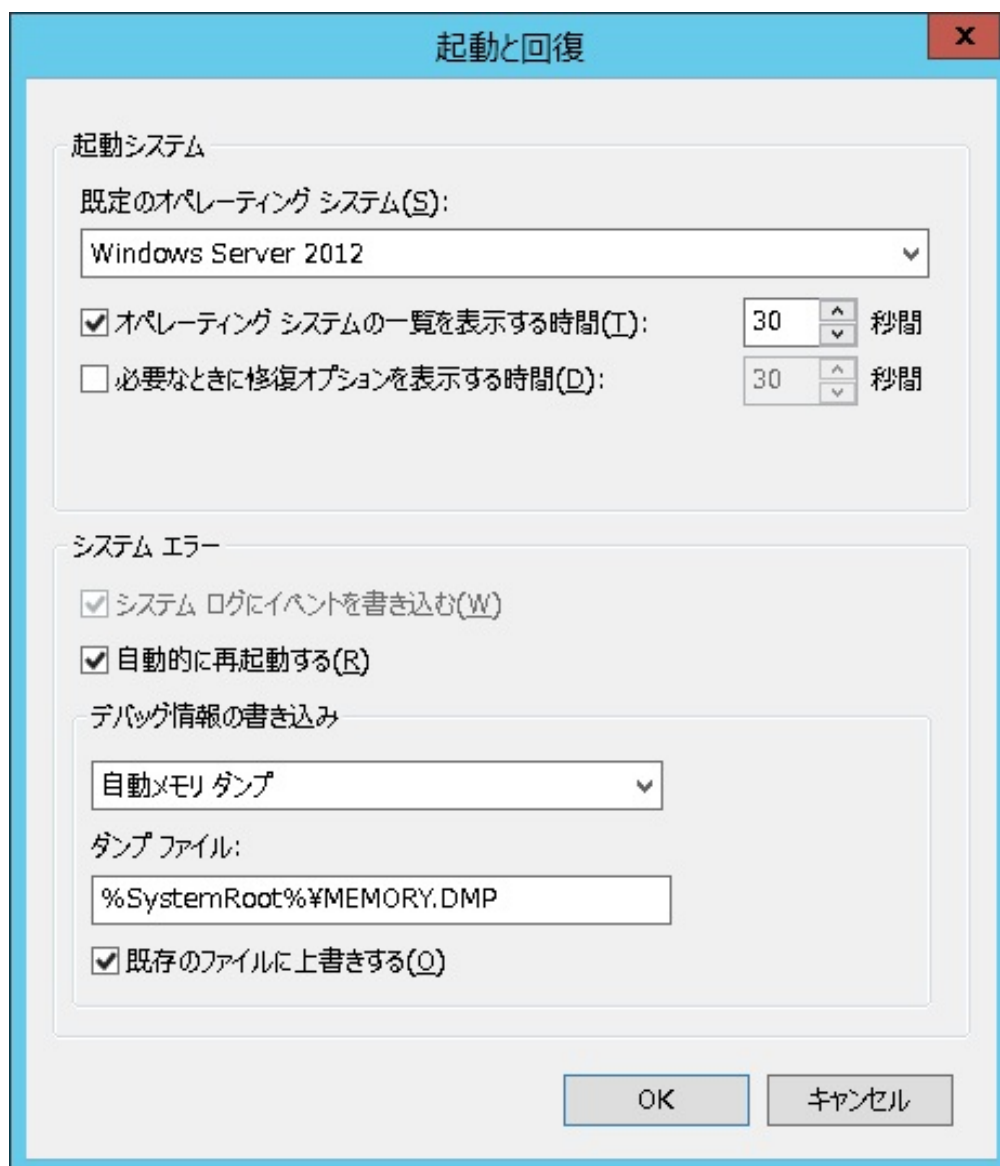 起動と回復
x
起動システム
既定のオペレーティング システム(S):
Windows Server 2012
オペレーティング システムの一覧を表示する時間(T): 30 秒間
必要なときに修復オプションを表示する時間(D): 30 秒間
システム エラー
システム ログにイベントを書き込む(W)
自動的に再起動する(R)
デバッグ情報の書き込み
自動メモリ ダンプ
ダンプ ファイル:
%SystemRoot%¥MEMORY.DMP
既存のファイルに上書きする(O)
OK キャンセル